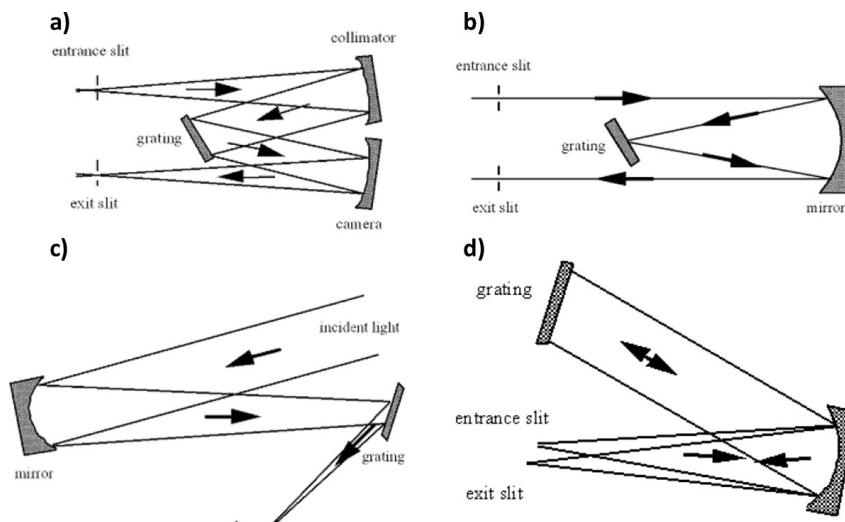 a)
collimator
entrance slit
grating
exit slit
camera
b)
entrance slit
grating
exit slit
mirror
c)
incident light
mirror
grating
d)
grating
entrance slit
exit slit